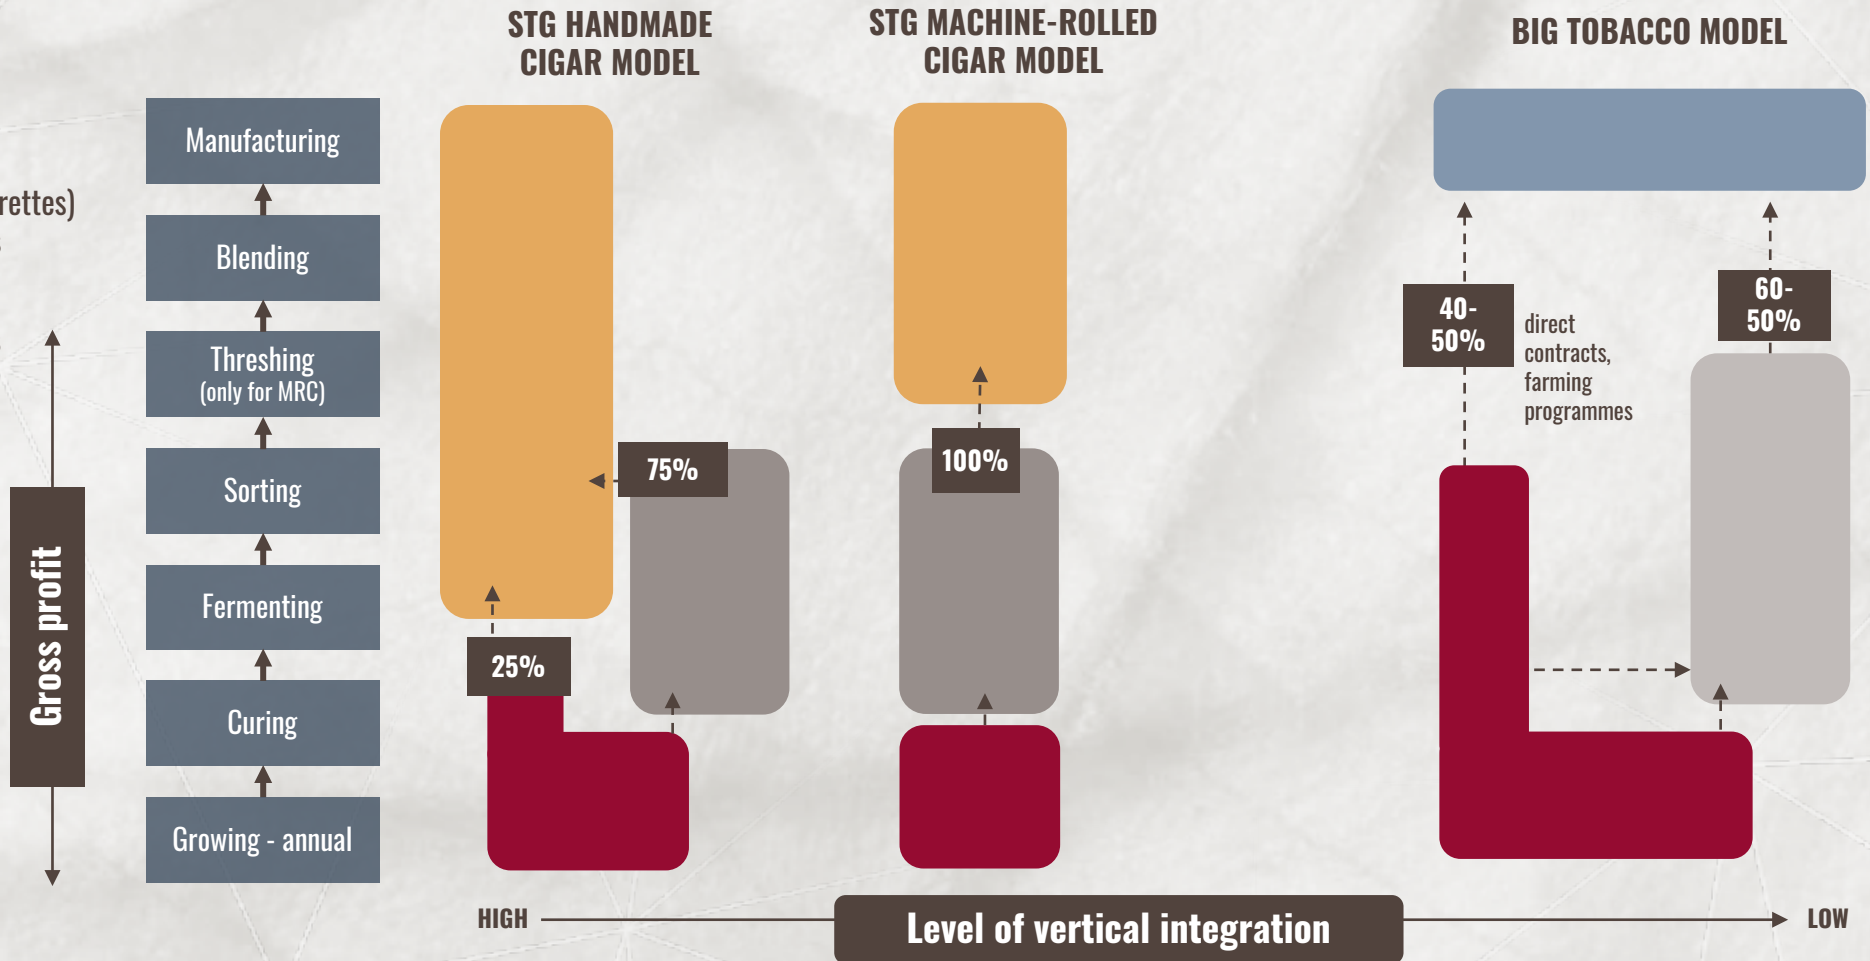 STG HANDMADE
CIGAR MODEL
STG MACHINE-ROLLED
CIGAR MODEL
BIG TOBACCO MODEL
rettes)
Manufacturing
Blending
Threshing
(only for MRC)
Sorting
Fermenting
Curing
Growing - annual
Gross profit
75%
25%
100%
40-
50%
direct
contracts,
farming
programmes
60-
50%
HIGH
Level of vertical integration
LOW